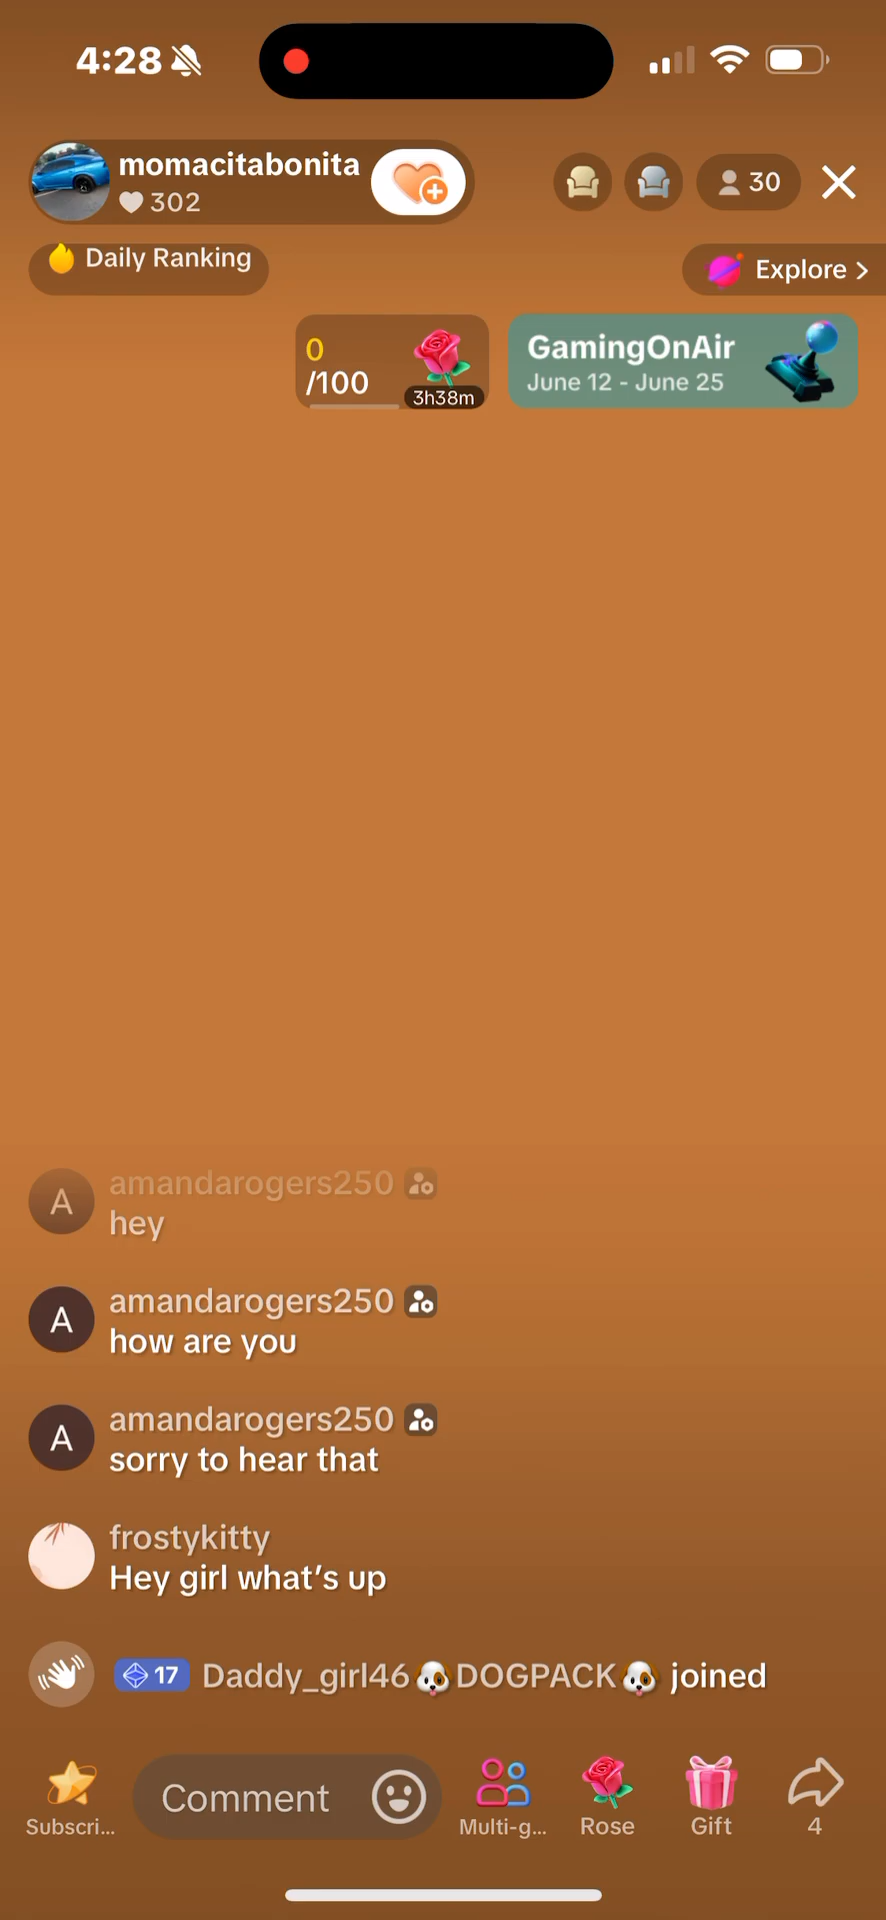 4:28
momacitabonita
302
30
Daily Ranking
Explore >
0
/100
3h38m
GamingOnAir
June 12 - June 25
A
amandarogers250
hey
A
amandarogers250
how are you
A
amandarogers250
sorry to hear that
frostykitty
Hey girl what's up
17 Daddy_girl46🐶DOGPACK🐶 joined
Comment
Subscri...
Multi-g...
Rose
Gift
4